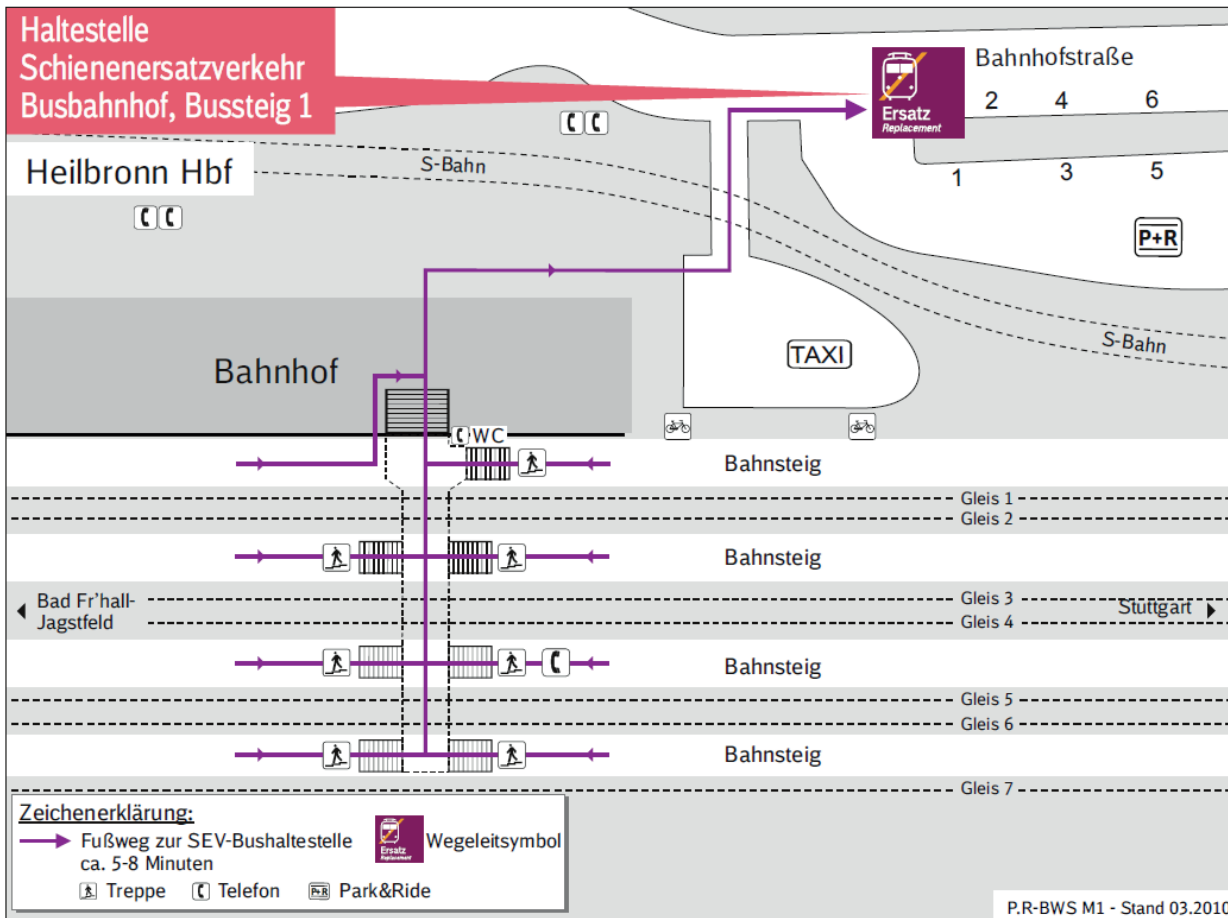 Haltestelle
Schienenersatzverkehr
Busbahnhof, Bussteig 1
Heilbronn Hbf
S-Bahn
Ersatz
Replacement
Bahnhofstraße
2 4 6
1 3 5
P+R
S-Bahn
TAXI
Bahnhof
WC
Bahnsteig
Gleis 1
Gleis 2
Bahnsteig
Bad Fr'hall-
Jagstfeld
Gleis 3
Gleis 4
Stuttgart
Bahnsteig
Gleis 5
Gleis 6
Bahnsteig
Gleis 7
Zeichenerklärung:
Fußweg zur SEV-Bushaltestelle
ca. 5-8 Minuten
Ersatz
Replacement
Wegeleitsymbol
Treppe Telefon P+R Park&Ride
P.R-BWS M1 - Stand 03.2010